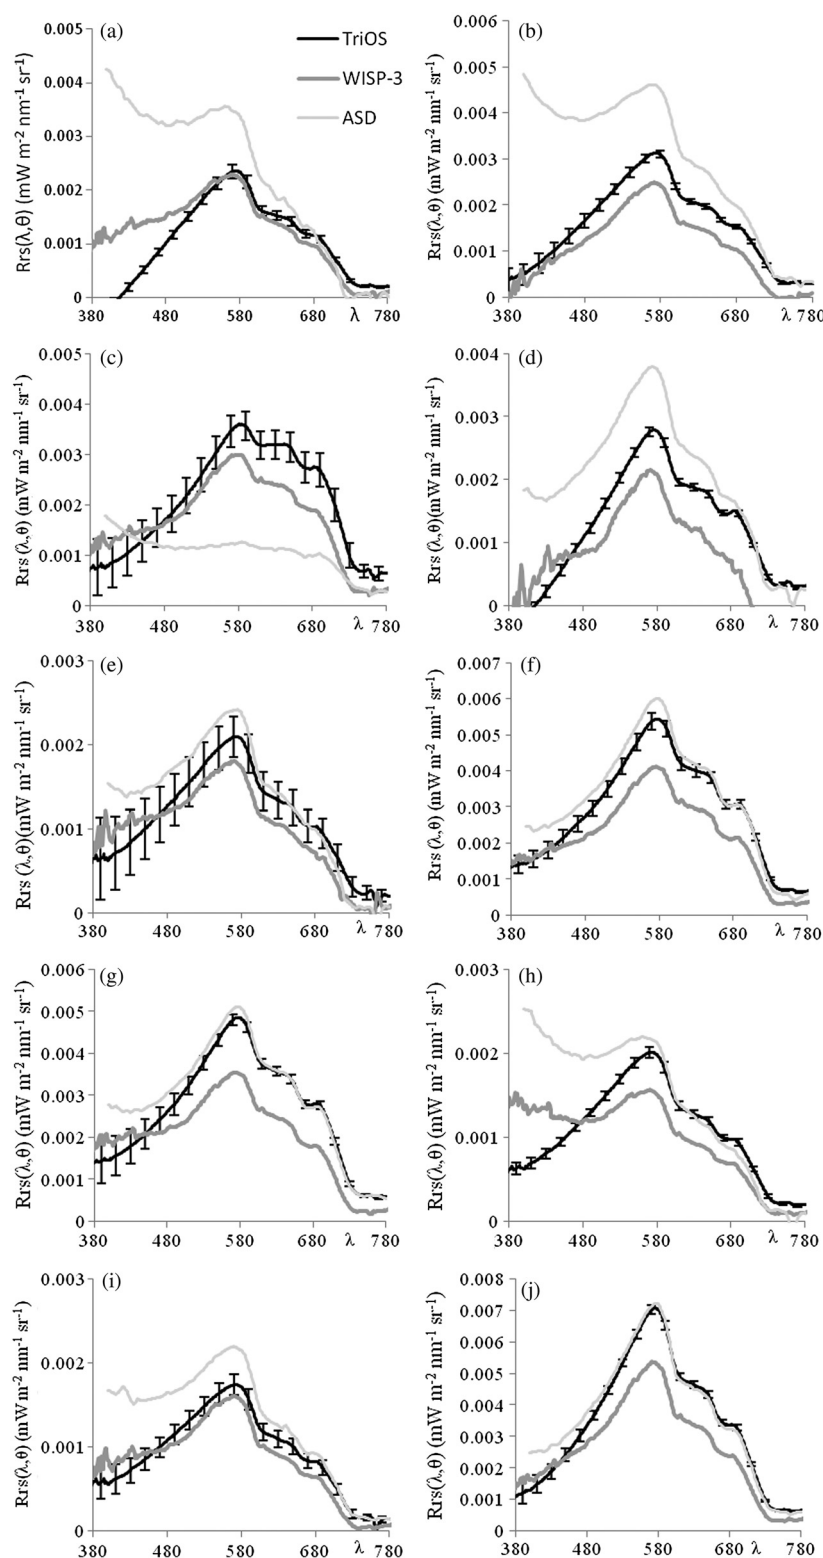 (a)
TriOS
WISP-3
ASD
Rrs(λ,θ) (mW m-2 nm-1 sr-1)
0.005
0.004
0.003
0.002
0.001
0
380 480 580 680 λ 780
(b)
Rrs(λ,θ) (mW m-2 nm-1 sr-1)
0.006
0.005
0.004
0.003
0.002
0.001
0
380 480 580 680 λ 780
(c)
Rrs (λ,θ) (mW m-2 nm-1 sr-1)
0.005
0.004
0.003
0.002
0.001
0
380 480 580 680 λ 780
(d)
Rrs (λ,θ)(mW m-2 nm-1 sr-1)
0.004
0.003
0.002
0.001
0
380 480 580 680 λ 780
(e)
Rrs (λ,θ)(mW m-2 nm-1 sr-1)
0.003
0.002
0.001
0
380 480 580 680 λ 780
(f)
Rrs (λ,θ) (mW m-2 nm-1 sr-1)
0.007
0.006
0.005
0.004
0.003
0.002
0.001
0
380 480 580 680 λ 780
(g)
Rrs(λ,θ) (mW m-2 nm-1 sr-1)
0.006
0.005
0.004
0.003
0.002
0.001
0
380 480 580 680 λ 780
(h)
Rrs(λ,θ) (mW m-2 nm-1 sr-1)
0.003
0.002
0.001
0
380 480 580 680 λ 780
(i)
Rrs(λ,θ) (mW m-2 nm-1 sr-1)
0.003
0.002
0.001
0
380 480 580 680 λ 780
(j)
Rrs(λ,θ) (mW m-2 nm-1 sr-1)
0.008
0.007
0.006
0.005
0.004
0.003
0.002
0.001
0
380 480 580 680 λ 780